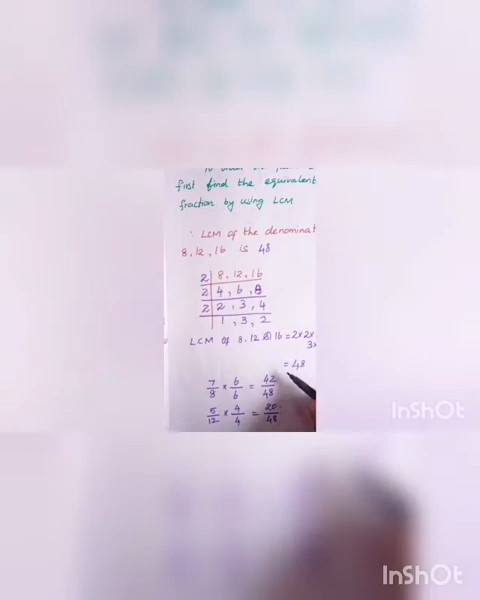 first find the equivalent
fraction by using LCM
∴ LCM of the denominat
8, 12, 16 is 48
2 | 8, 12, 16
2 | 4, 6, 8
2 | 2, 3, 4
1, 3, 2
LCM of 8, 12 & 16 = 2×2×
3×
= 48
7/8 × 6/6 = 42/48
5/12 × 4/4 = 20/48
InShOt
InShOt